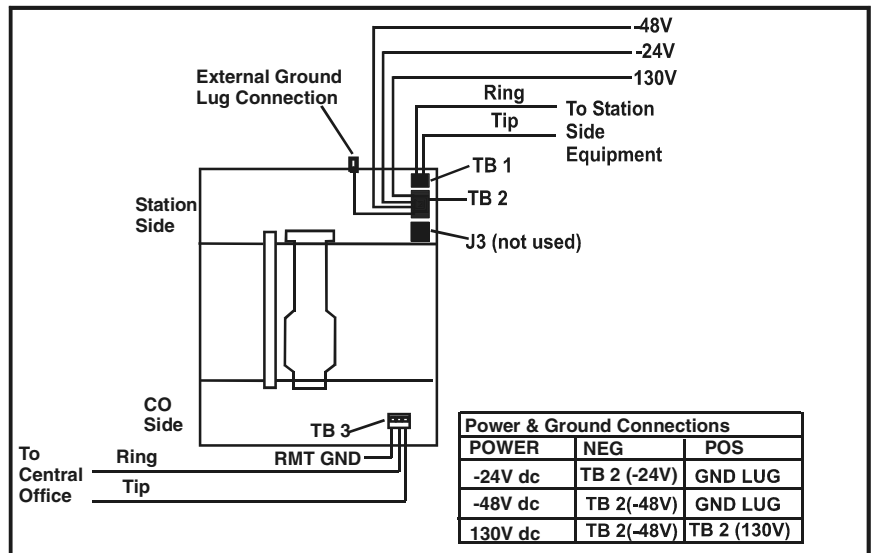 -48V
-24V
130V
External Ground
Lug Connection
Ring
Tip
To Station
Side
Equipment
TB 1
TB 2
Station
Side
J3 (not used)
CO
Side
TB 3
To
Central
Office
Ring
RMT GND
Tip
Power & Ground Connections
POWER NEG POS
-24V dc TB 2 (-24V) GND LUG
-48V dc TB 2(-48V) GND LUG
130V dc TB 2(-48V) TB 2 (130V)